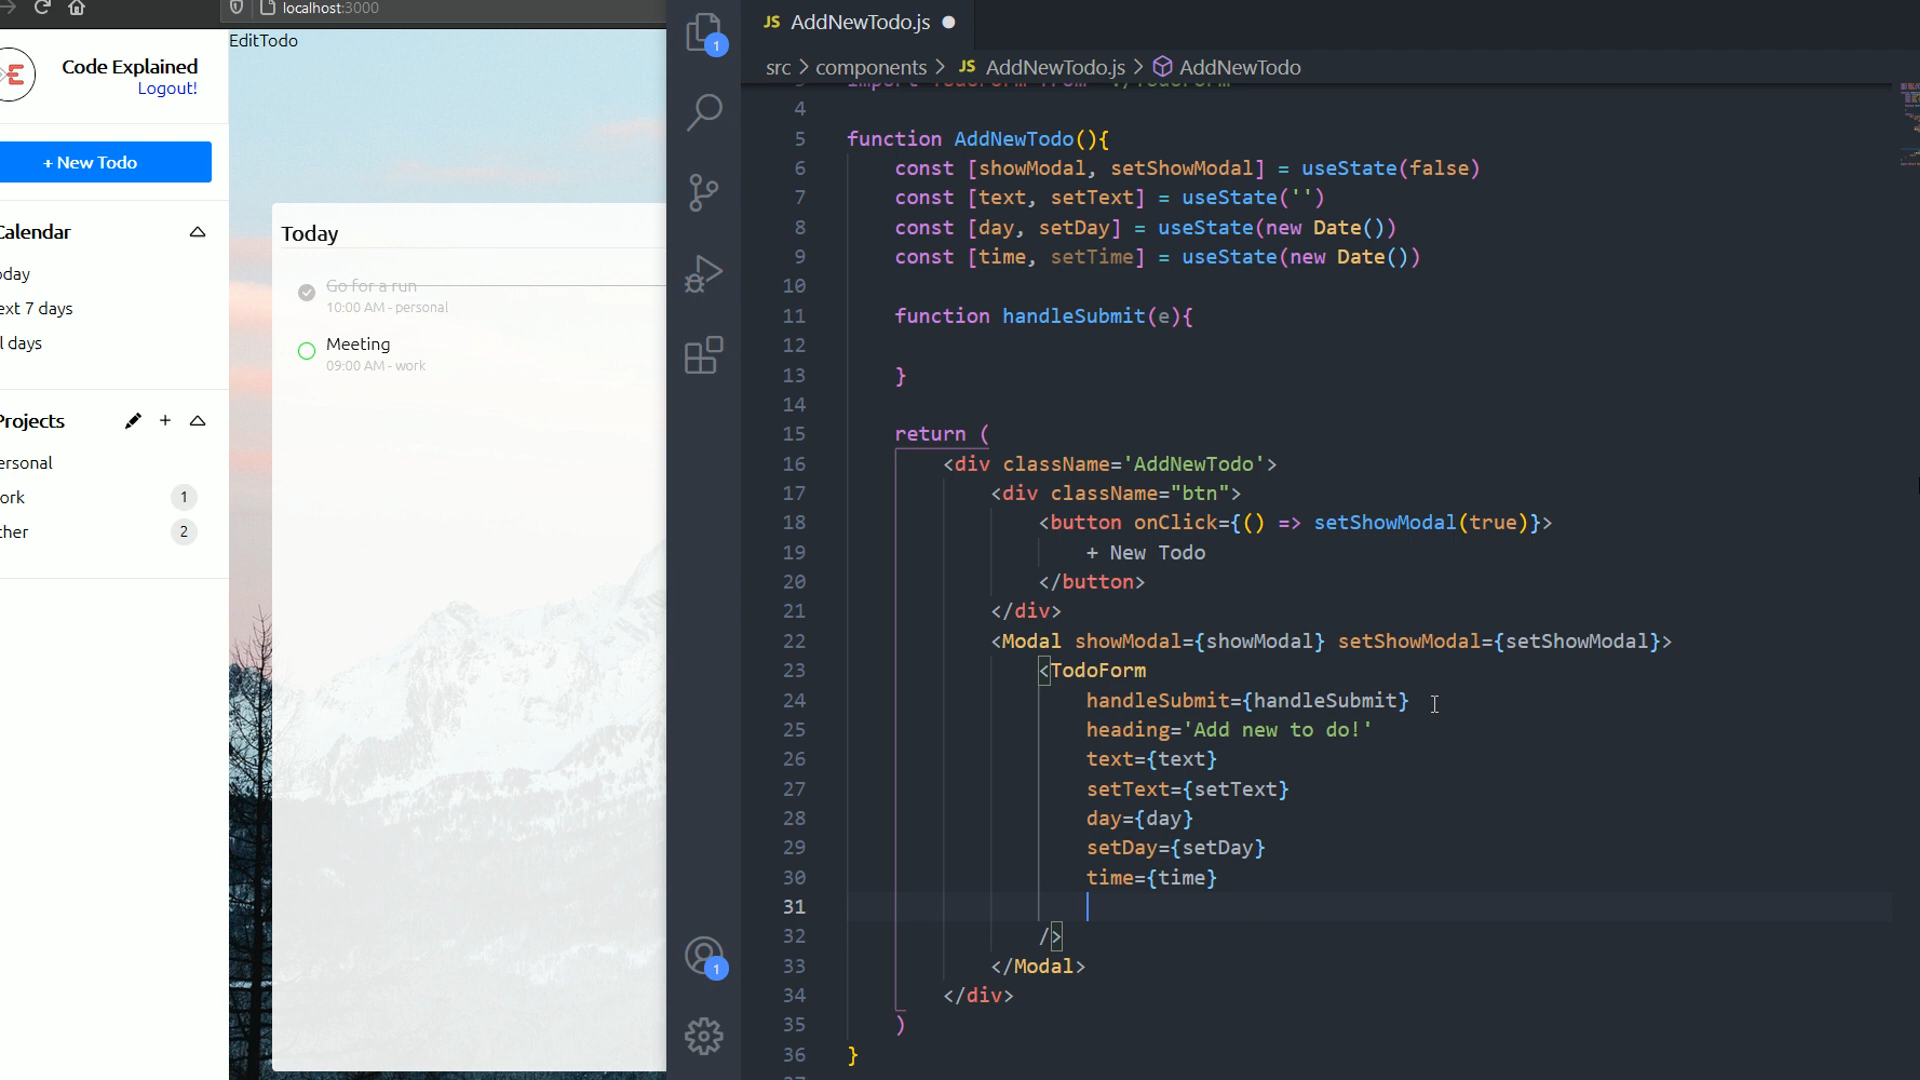 localhost:3000
EditTodo
Code Explained
Logout!
+ New Todo
Calendar
oday
ext 7 days
l days
Projects
ersonal
ork
1
ther
2
Today
Go for a run
10:00 AM - personal
Meeting
09:00 AM - work
1
1
JS AddNewTodo.js
src > components > JS AddNewTodo.js > AddNewTodo
4
5 function AddNewTodo(){
6 const [showModal, setShowModal] = useState(false)
7 const [text, setText] = useState('')
8 const [day, setDay] = useState(new Date())
9 const [time, setTime] = useState(new Date())
10
11 function handleSubmit(e){
12
13 }
14
15 return (
16 <div className='AddNewTodo'>
17 <div className="btn">
18 <button onClick={() => setShowModal(true)}>
19 + New Todo
20 </button>
21 </div>
22 <Modal showModal={showModal} setShowModal={setShowModal}>
23 <TodoForm
24 handleSubmit={handleSubmit}
25 heading='Add new to do!'
26 text={text}
27 setText={setText}
28 day={day}
29 setDay={setDay}
30 time={time}
31
32 />
33 </Modal>
34 </div>
35 )
36 }